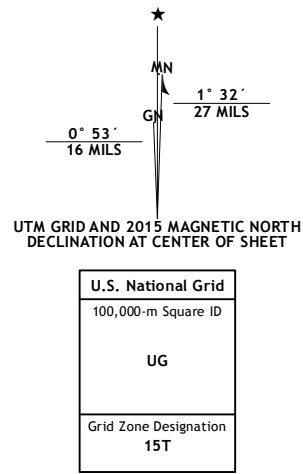 ★
MN
1° 32´
27 MILS
GN
0° 53´
16 MILS
UTM GRID AND 2015 MAGNETIC NORTH
DECLINATION AT CENTER OF SHEET
U.S. National Grid
100,000-m Square ID
UG
Grid Zone Designation
15T